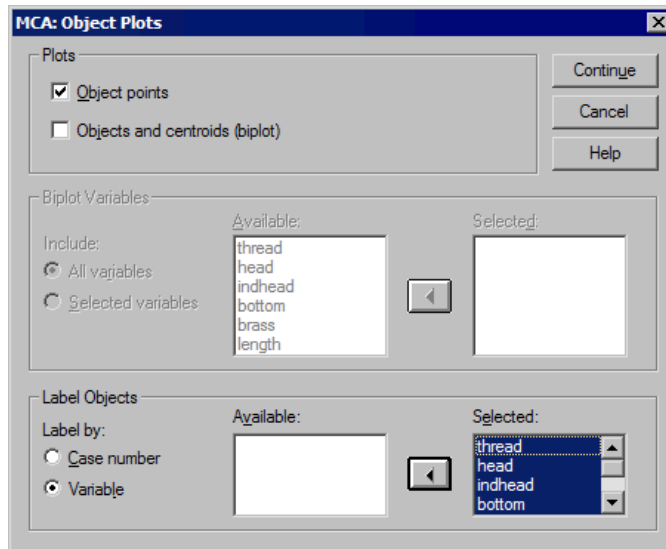 MCA: Object Plots
Plots
Object points
Objects and centroids (biplot)
Continue
Cancel
Help
Biplot Variables
Include:
All variables
Selected variables
Available:
thread
head
indhead
bottom
brass
length
Selected:
Label Objects
Label by:
Case number
Variable
Available:
Selected:
thread
head
indhead
bottom